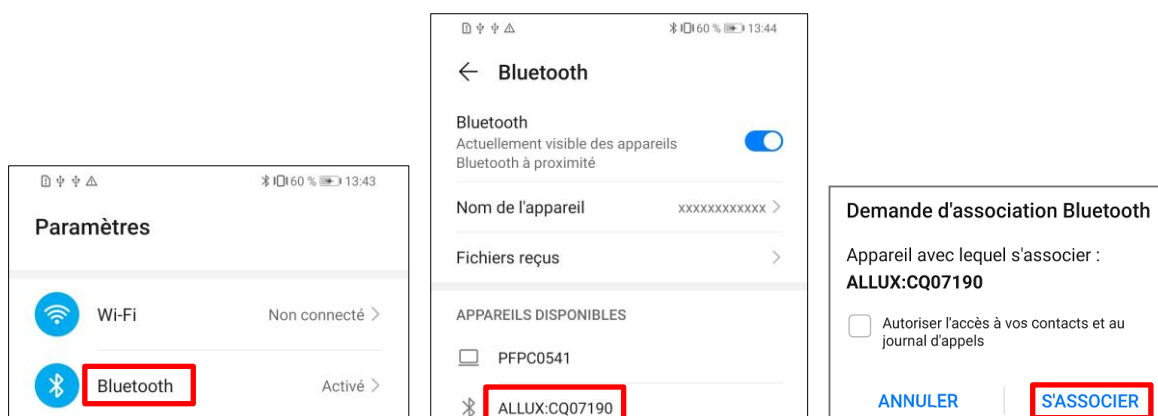 60 % 13:43
Paramètres
Wi-Fi Non connecté
Bluetooth Activé
60 % 13:44
Bluetooth
Bluetooth
Actuellement visible des appareils
Bluetooth à proximité
Nom de l'appareil xxxxxxxxxxxx
Fichiers reçus
APPAREILS DISPONIBLES
PFPC0541
ALLUX:CQ07190
Demande d'association Bluetooth
Appareil avec lequel s'associer :
ALLUX:CQ07190
Autoriser l'accès à vos contacts et au
journal d'appels
ANNULER S'ASSOCIER